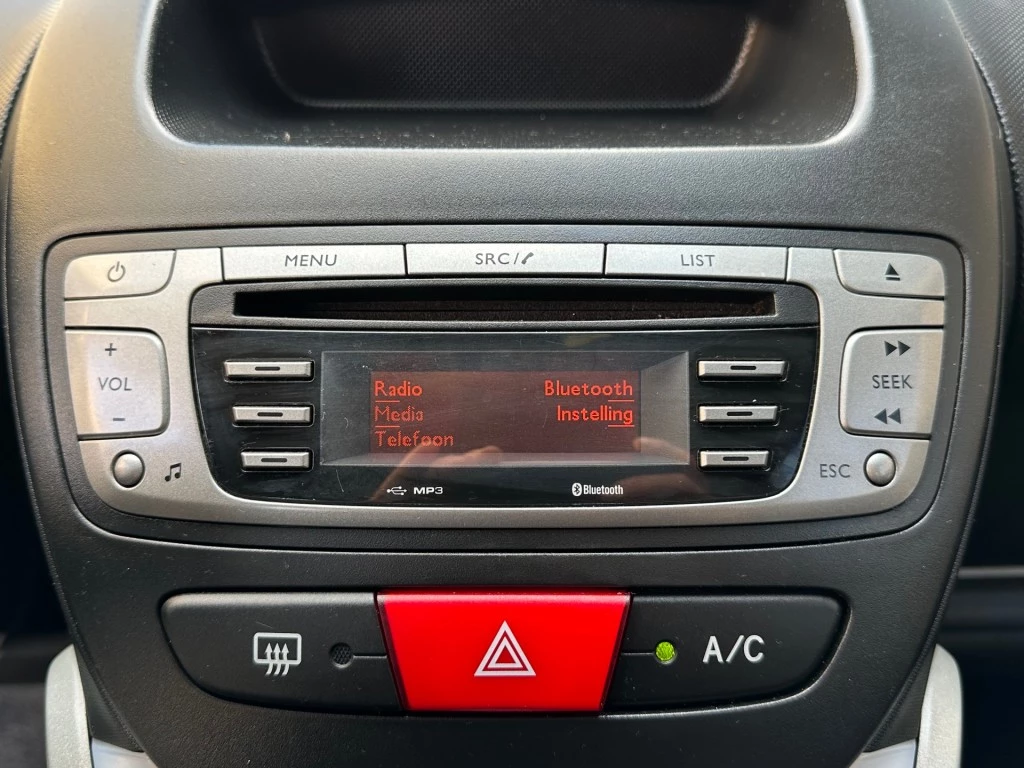 MENU
SRC/
LIST
+
VOL
−
SEEK
ESC
Radio
Bluetooth
Media
Instelling
Telefoon
MP3
Bluetooth
A/C